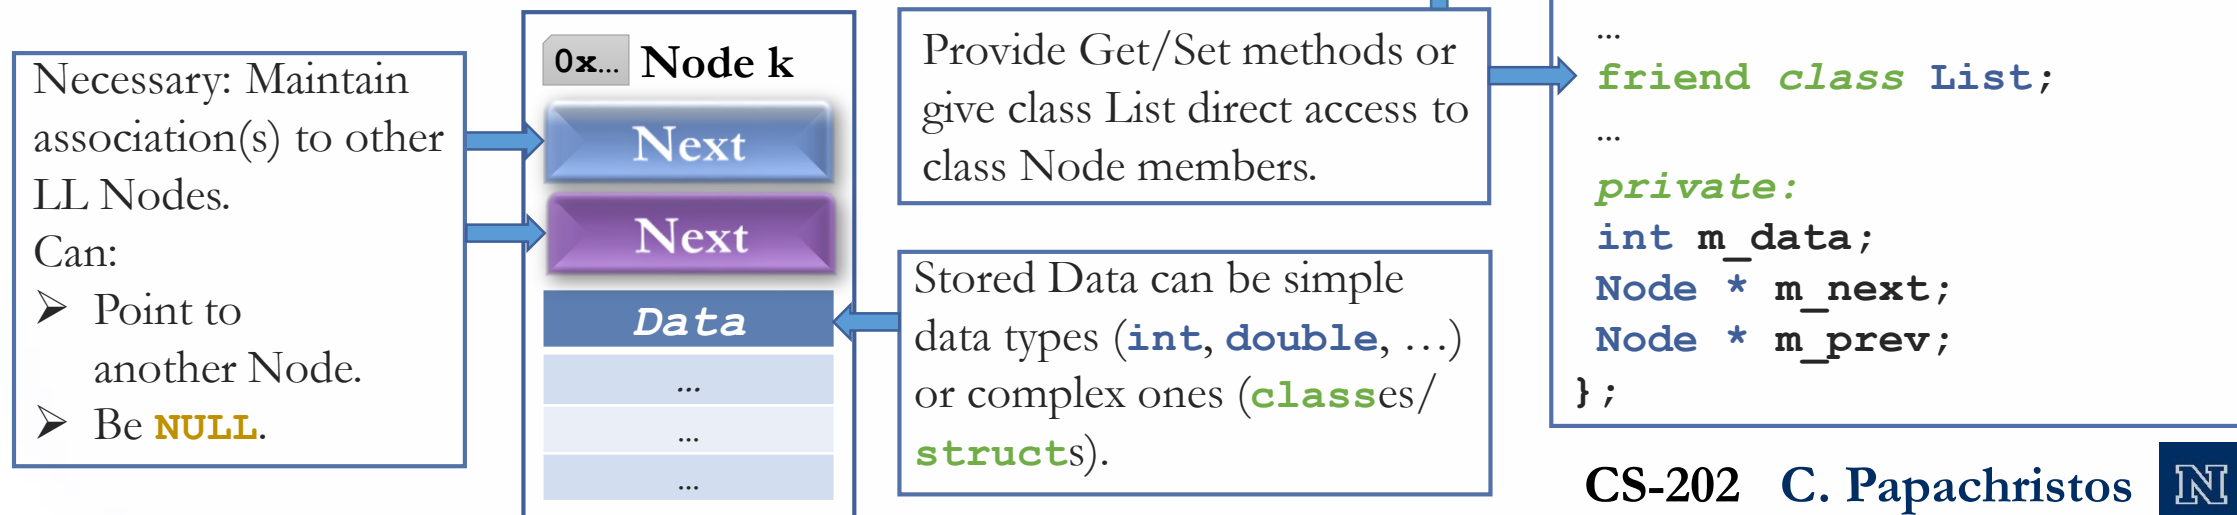 Necessary: Maintain
association(s) to other
LL Nodes.
Can:
➢ Point to
another Node.
➢ Be NULL.
0x… Node k
Next
Next
Data
…
…
…
Provide Get/Set methods or
give class List direct access to
class Node members.
Stored Data can be simple
data types (int, double, …)
or complex ones (classes/
structs).
…
friend class List;
…
private:
int m_data;
Node * m_next;
Node * m_prev;
};
CS-202 C. Papachristos N